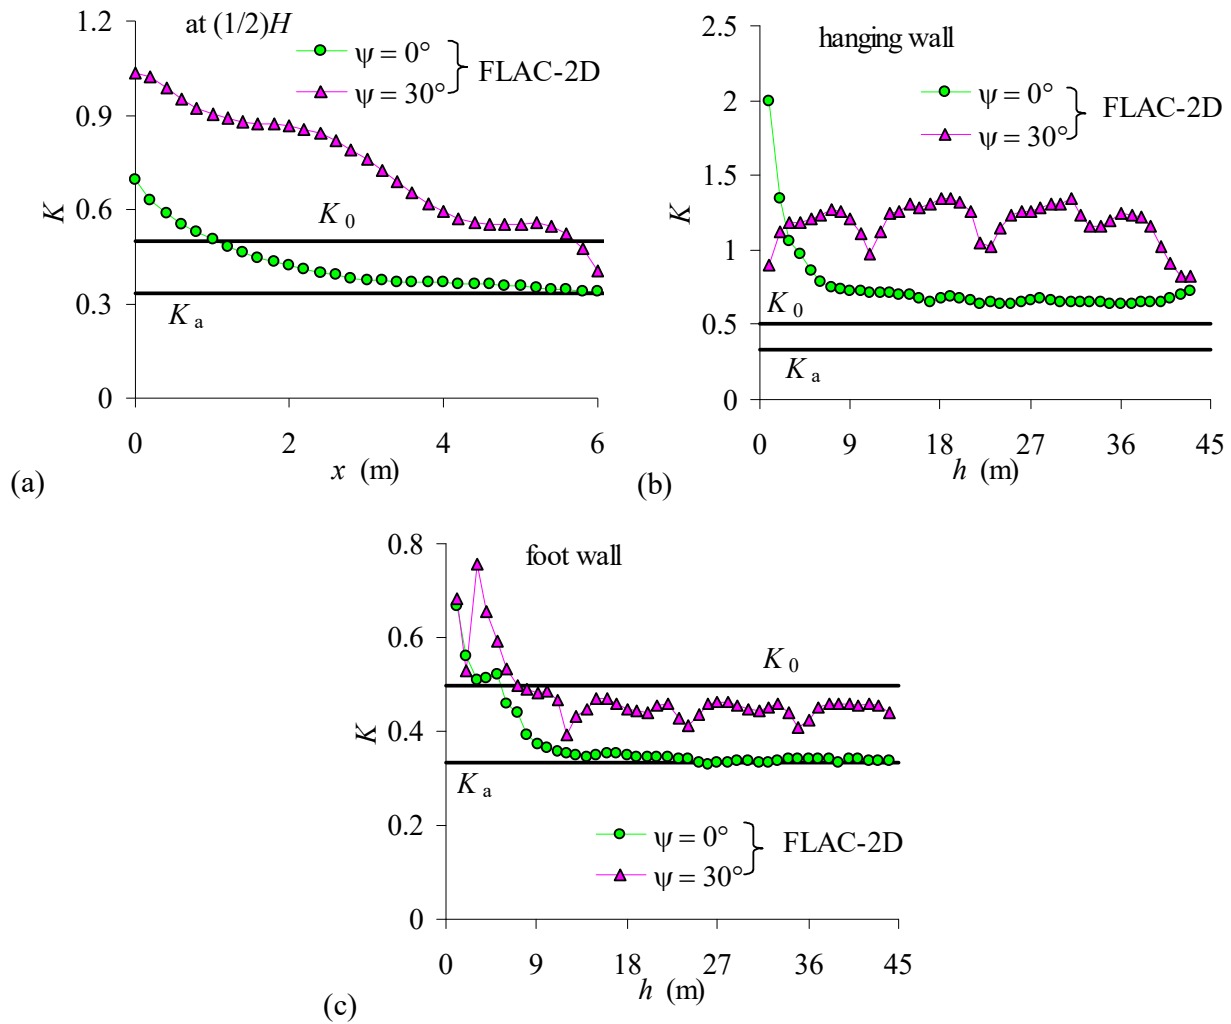 at (1/2)H
ψ = 0°
ψ = 30°
FLAC-2D
K
1.2
0.9
0.6
0.3
0
K0
Ka
0 2 4 6
x (m)
(a)
hanging wall
ψ = 0°
ψ = 30°
FLAC-2D
K
2.5
2
1.5
1
0.5
0
K0
Ka
0 9 18 27 36 45
h (m)
(b)
foot wall
K
0.8
0.6
0.4
0.2
0
K0
Ka
ψ = 0°
ψ = 30°
FLAC-2D
0 9 18 27 36 45
h (m)
(c)